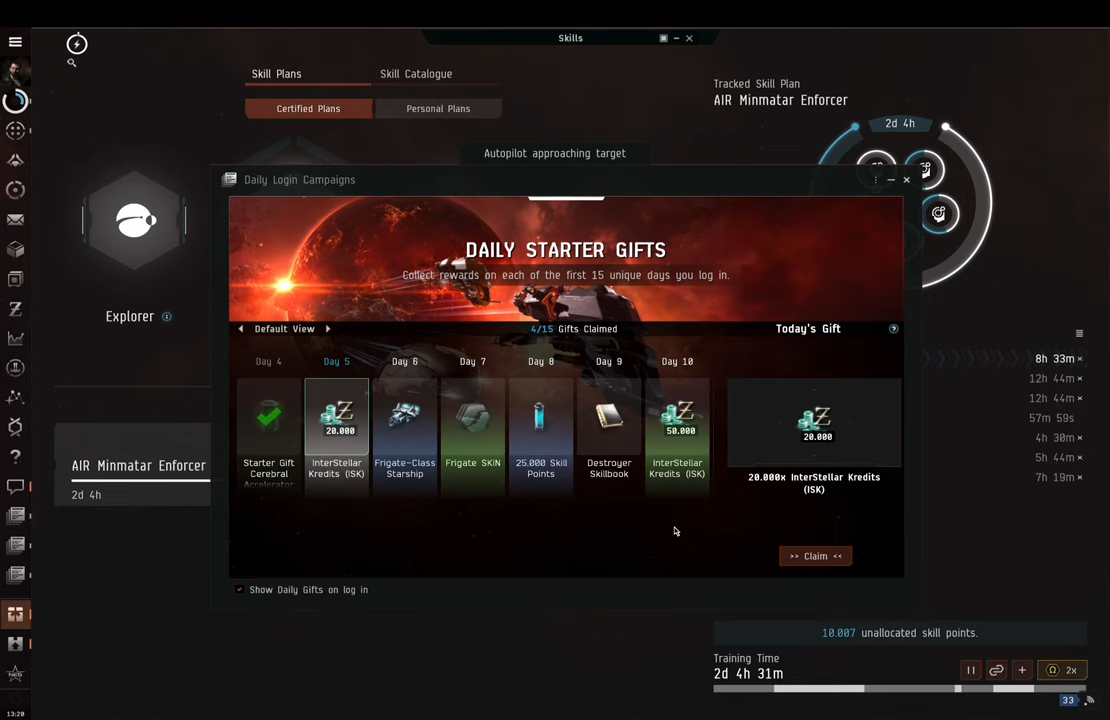 Skills
Skill Plans
Skill Catalogue
Certified Plans
Personal Plans
Tracked Skill Plan
AIR Minmatar Enforcer
2d 4h
Autopilot approaching target
Daily Login Campaigns
DAILY STARTER GIFTS
Collect rewards on each of the first 15 unique days you log in.
Default View
4/15 Gifts Claimed
Today's Gift
Day 4
Day 5
Day 6
Day 7
Day 8
Day 9
Day 10
20.000
50.000
20.000
Starter Gift
Cerebral
Accelerator
InterStellar
Kredits (ISK)
Frigate-Class
Starship
Frigate SKIN
25,000 Skill
Points
Destroyer
Skillbook
InterStellar
Kredits (ISK)
20.000x InterStellar Kredits
(ISK)
>> Claim <<
Show Daily Gifts on log in
Explorer
AIR Minmatar Enforcer
2d 4h
8h 33m
12h 44m
12h 44m
57m 59s
4h 30m
5h 44m
7h 19m
10.007 unallocated skill points.
Training Time
2d 4h 31m
2x
33
NES
13:20